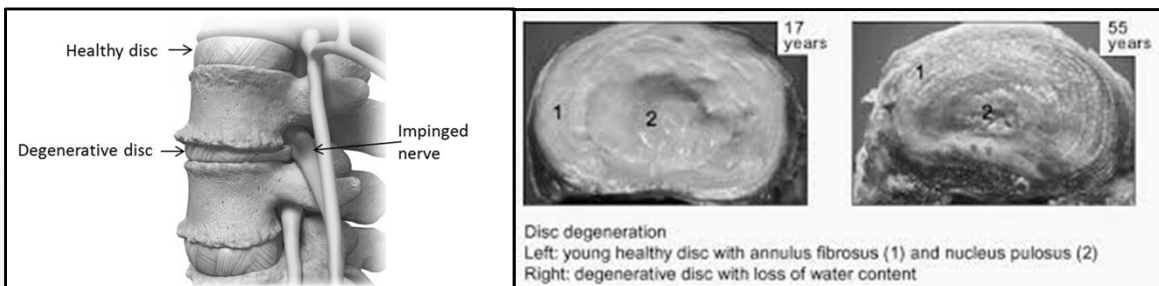 Healthy disc
Degenerative disc
Impinged
nerve
17
years
1
2
55
years
1
2
Disc degeneration
Left: young healthy disc with annulus fibrosus (1) and nucleus pulosus (2)
Right: degenerative disc with loss of water content